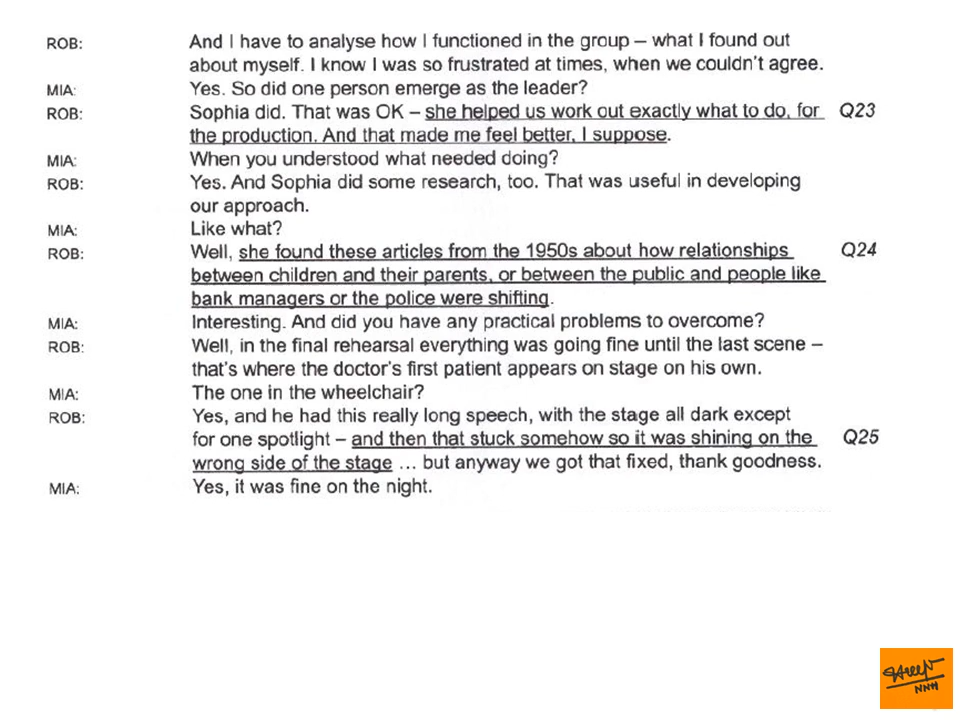 ROB: And I have to analyse how I functioned in the group – what I found out
about myself. I know I was so frustrated at times, when we couldn't agree.
MIA: Yes. So did one person emerge as the leader?
ROB: Sophia did. That was OK – she helped us work out exactly what to do, for Q23
the production. And that made me feel better, I suppose.
MIA: When you understood what needed doing?
ROB: Yes. And Sophia did some research, too. That was useful in developing
our approach.
MIA: Like what?
ROB: Well, she found these articles from the 1950s about how relationships Q24
between children and their parents, or between the public and people like
bank managers or the police were shifting.
MIA: Interesting. And did you have any practical problems to overcome?
ROB: Well, in the final rehearsal everything was going fine until the last scene –
that's where the doctor's first patient appears on stage on his own.
MIA: The one in the wheelchair?
ROB: Yes, and he had this really long speech, with the stage all dark except
for one spotlight – and then that stuck somehow so it was shining on the Q25
wrong side of the stage ... but anyway we got that fixed, thank goodness.
MIA: Yes, it was fine on the night.
NNH